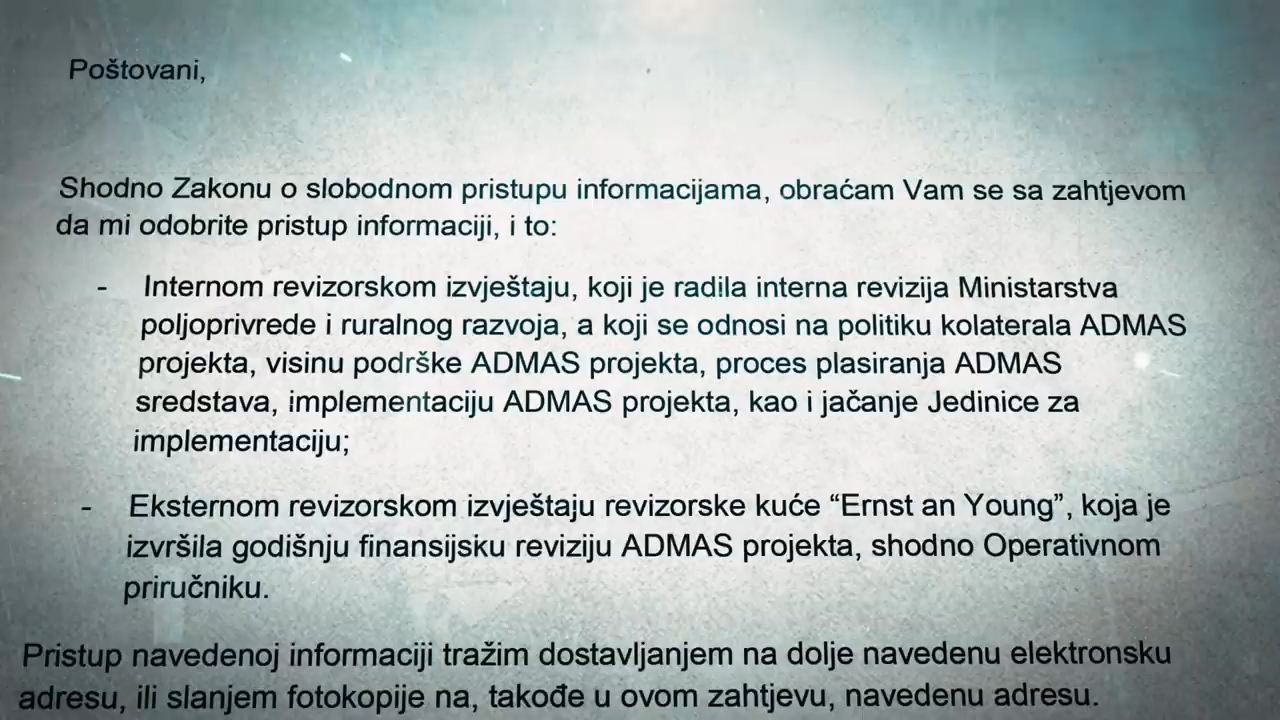 Poštovani,
Shodno Zakonu o slobodnom pristupu informacijama, obraćam Vam se sa zahtjevom
da mi odobrite pristup informaciji, i to:
- Internom revizorskom izvještaju, koji je radila interna revizija Ministarstva
poljoprivrede i ruralnog razvoja, a koji se odnosi na politiku kolaterala ADMAS
projekta, visinu podrške ADMAS projekta, proces plasiranja ADMAS
sredstava, implementaciju ADMAS projekta, kao i jačanje Jedinice za
implementaciju;
- Eksternom revizorskom izvještaju revizorske kuće “Ernst an Young”, koja je
izvršila godišnju finansijsku reviziju ADMAS projekta, shodno Operativnom
priručniku.
Pristup navedenoj informaciji tražim dostavljanjem na dolje navedenu elektronsku
adresu, ili slanjem fotokopije na, takođe u ovom zahtjevu, navedenu adresu.